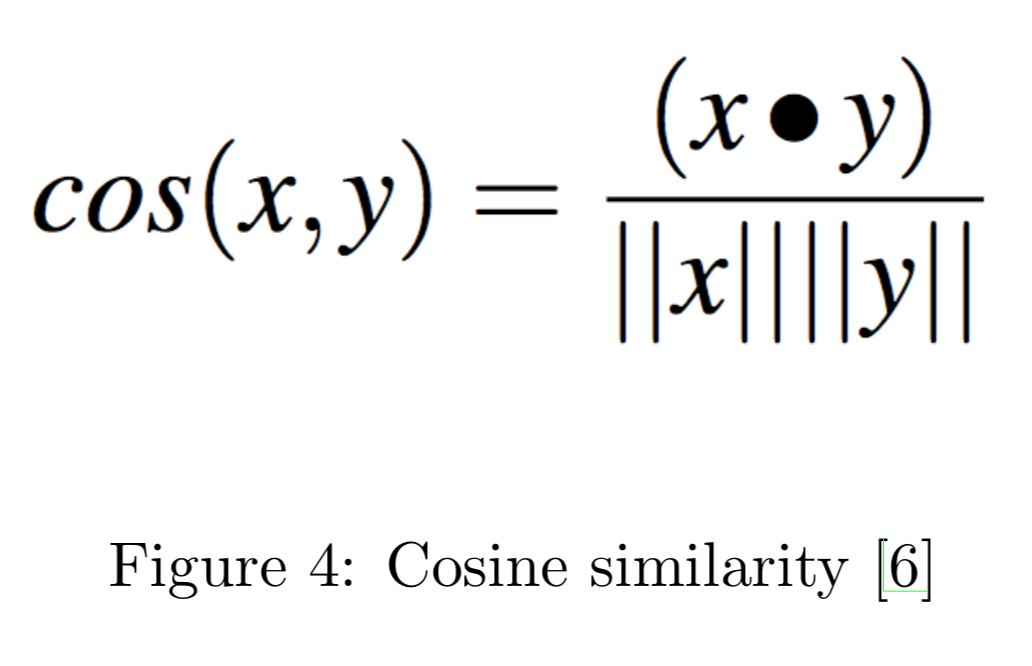 cos(x,y) = (x•y) / ||x||||y||
Figure 4: Cosine similarity [6]